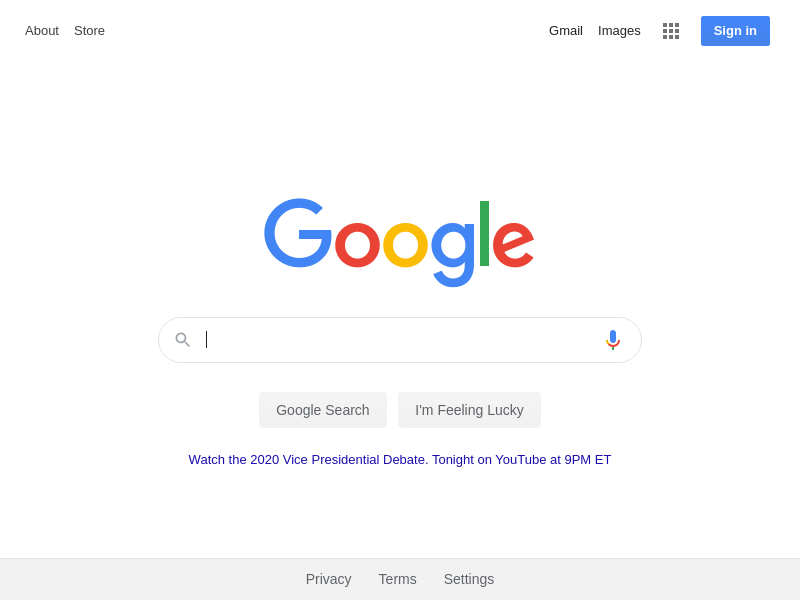 About Store Gmail Images Sign in
Google
Google Search I'm Feeling Lucky
Watch the 2020 Vice Presidential Debate. Tonight on YouTube at 9PM ET
Privacy Terms Settings